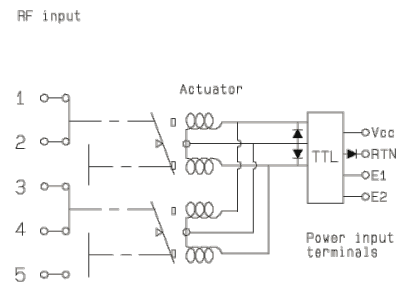 RF input
Actuator
1
2
3
4
5
TTL
Vcc
RTN
E1
E2
Power input
terminals